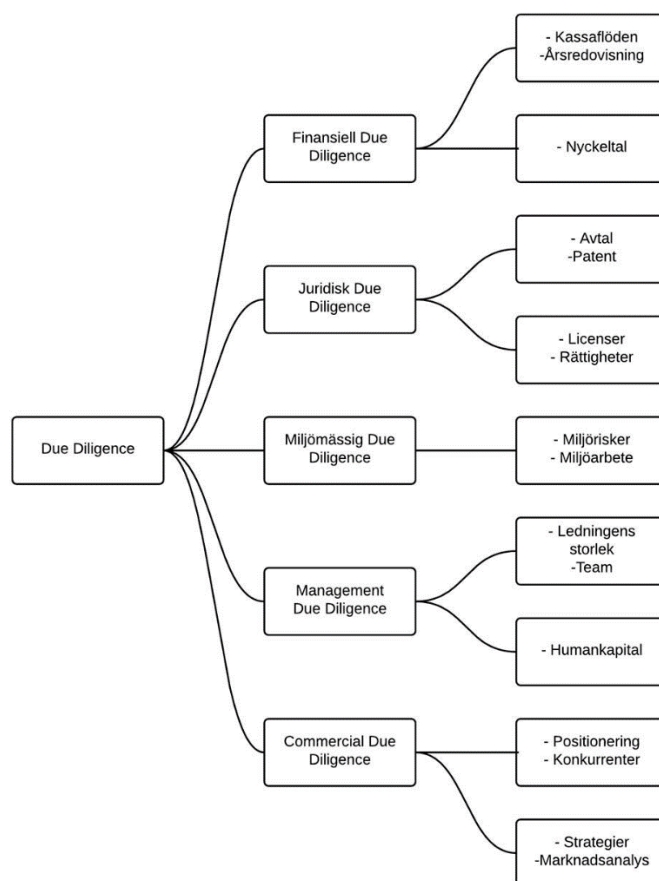 - Kassaflöden
-Årsredovisning
Finansiell Due
Diligence
- Nyckeltal
- Avtal
-Patent
Juridisk Due
Diligence
- Licenser
- Rättigheter
Due Diligence
Miljömässig Due
Diligence
- Miljörisker
- Miljöarbete
- Ledningens
storlek
-Team
Management
Due Diligence
- Humankapital
Commercial Due
Diligence
- Positionering
- Konkurrenter
- Strategier
-Marknadsanalys